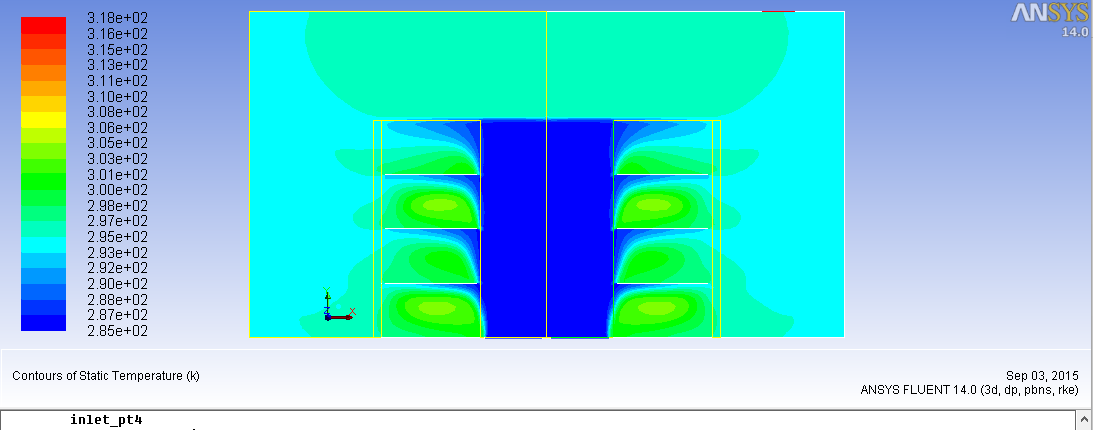 3.18e+02
3.16e+02
3.15e+02
3.13e+02
3.11e+02
3.10e+02
3.08e+02
3.06e+02
3.05e+02
3.03e+02
3.01e+02
3.00e+02
2.98e+02
2.97e+02
2.95e+02
2.93e+02
2.92e+02
2.90e+02
2.88e+02
2.87e+02
2.85e+02
ANSYS
14.0
Y
Z X
Contours of Static Temperature (k)
Sep 03, 2015
ANSYS FLUENT 14.0 (3d, dp, pbns, rke)
inlet_pt4